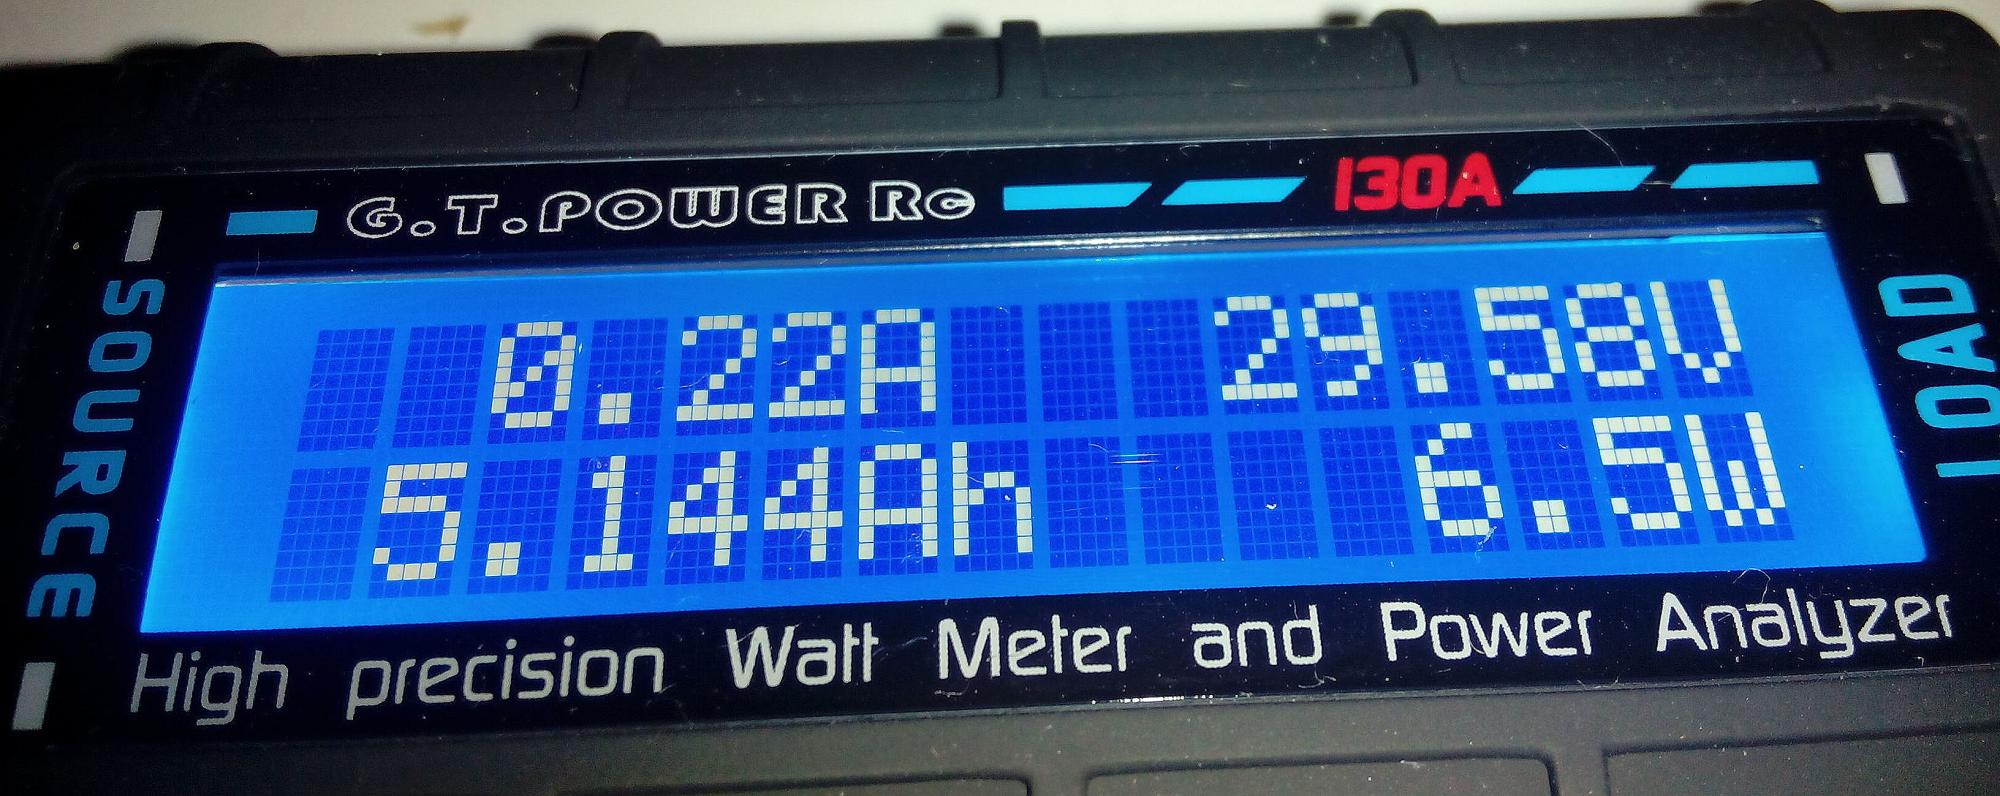 G.T.POWER RC 130A
SOURCE
0.22A 29.58V
5.144Ah 6.5W
LOAD
High precision Watt Meter and Power Analyzer